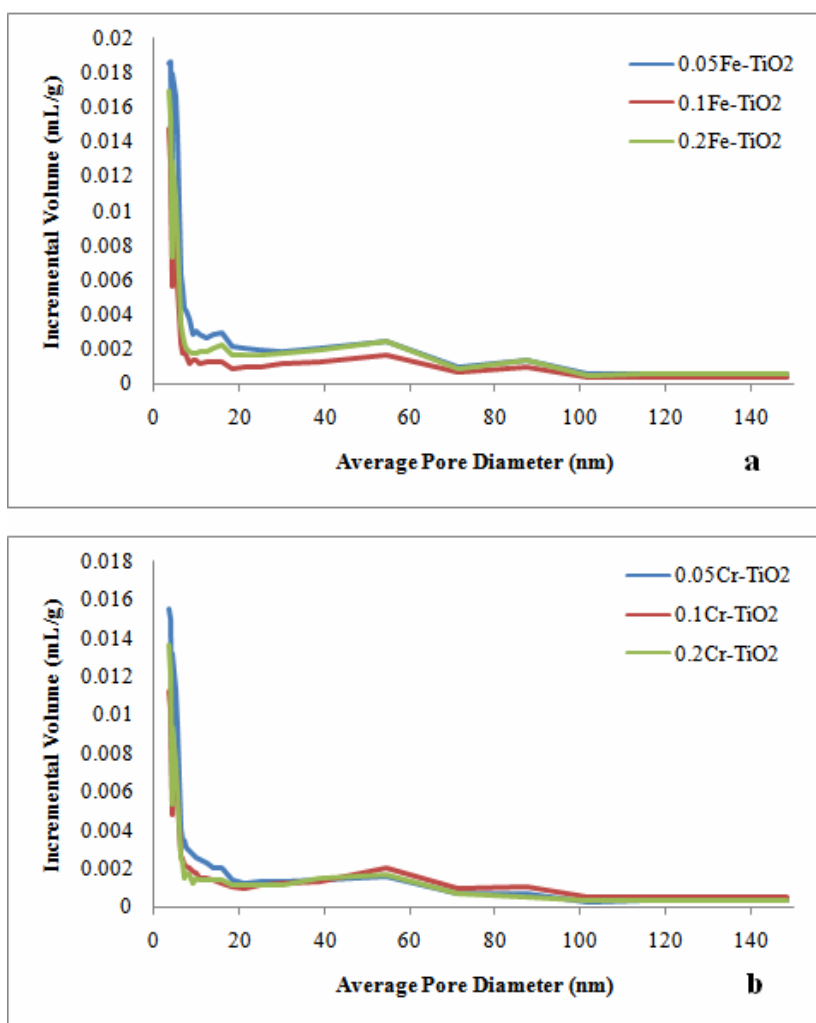 0.02
0.018
0.016
0.014
0.012
0.01
0.008
0.006
0.004
0.002
0
Incremental Volume (mL/g)
0.05Fe-TiO2
0.1Fe-TiO2
0.2Fe-TiO2
0 20 40 60 80 100 120 140
Average Pore Diameter (nm)
a
0.018
0.016
0.014
0.012
0.01
0.008
0.006
0.004
0.002
0
Incremental Volume (mL/g)
0.05Cr-TiO2
0.1Cr-TiO2
0.2Cr-TiO2
0 20 40 60 80 100 120 140
Average Pore Diameter (nm)
b